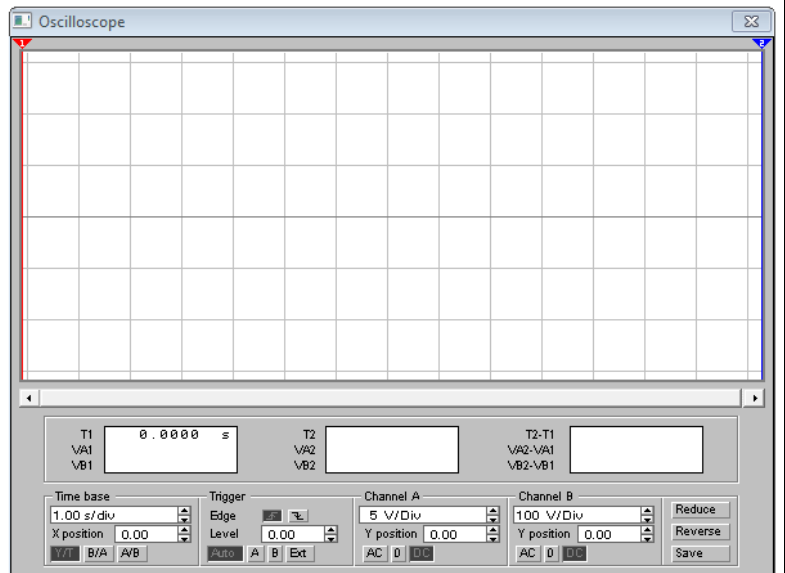 Oscilloscope
1 2
T1 0.0000 s T2 T2-T1
VA1 VA2 VA2-VA1
VB1 VB2 VB2-VB1
Time base Trigger Channel A Channel B
1.00 s/div Edge 5 V/Div 100 V/Div Reduce
X position 0.00 Level 0.00 Y position 0.00 Y position 0.00 Reverse
Y/T B/A A/B Auto A B Ext AC 0 DC AC 0 DC Save